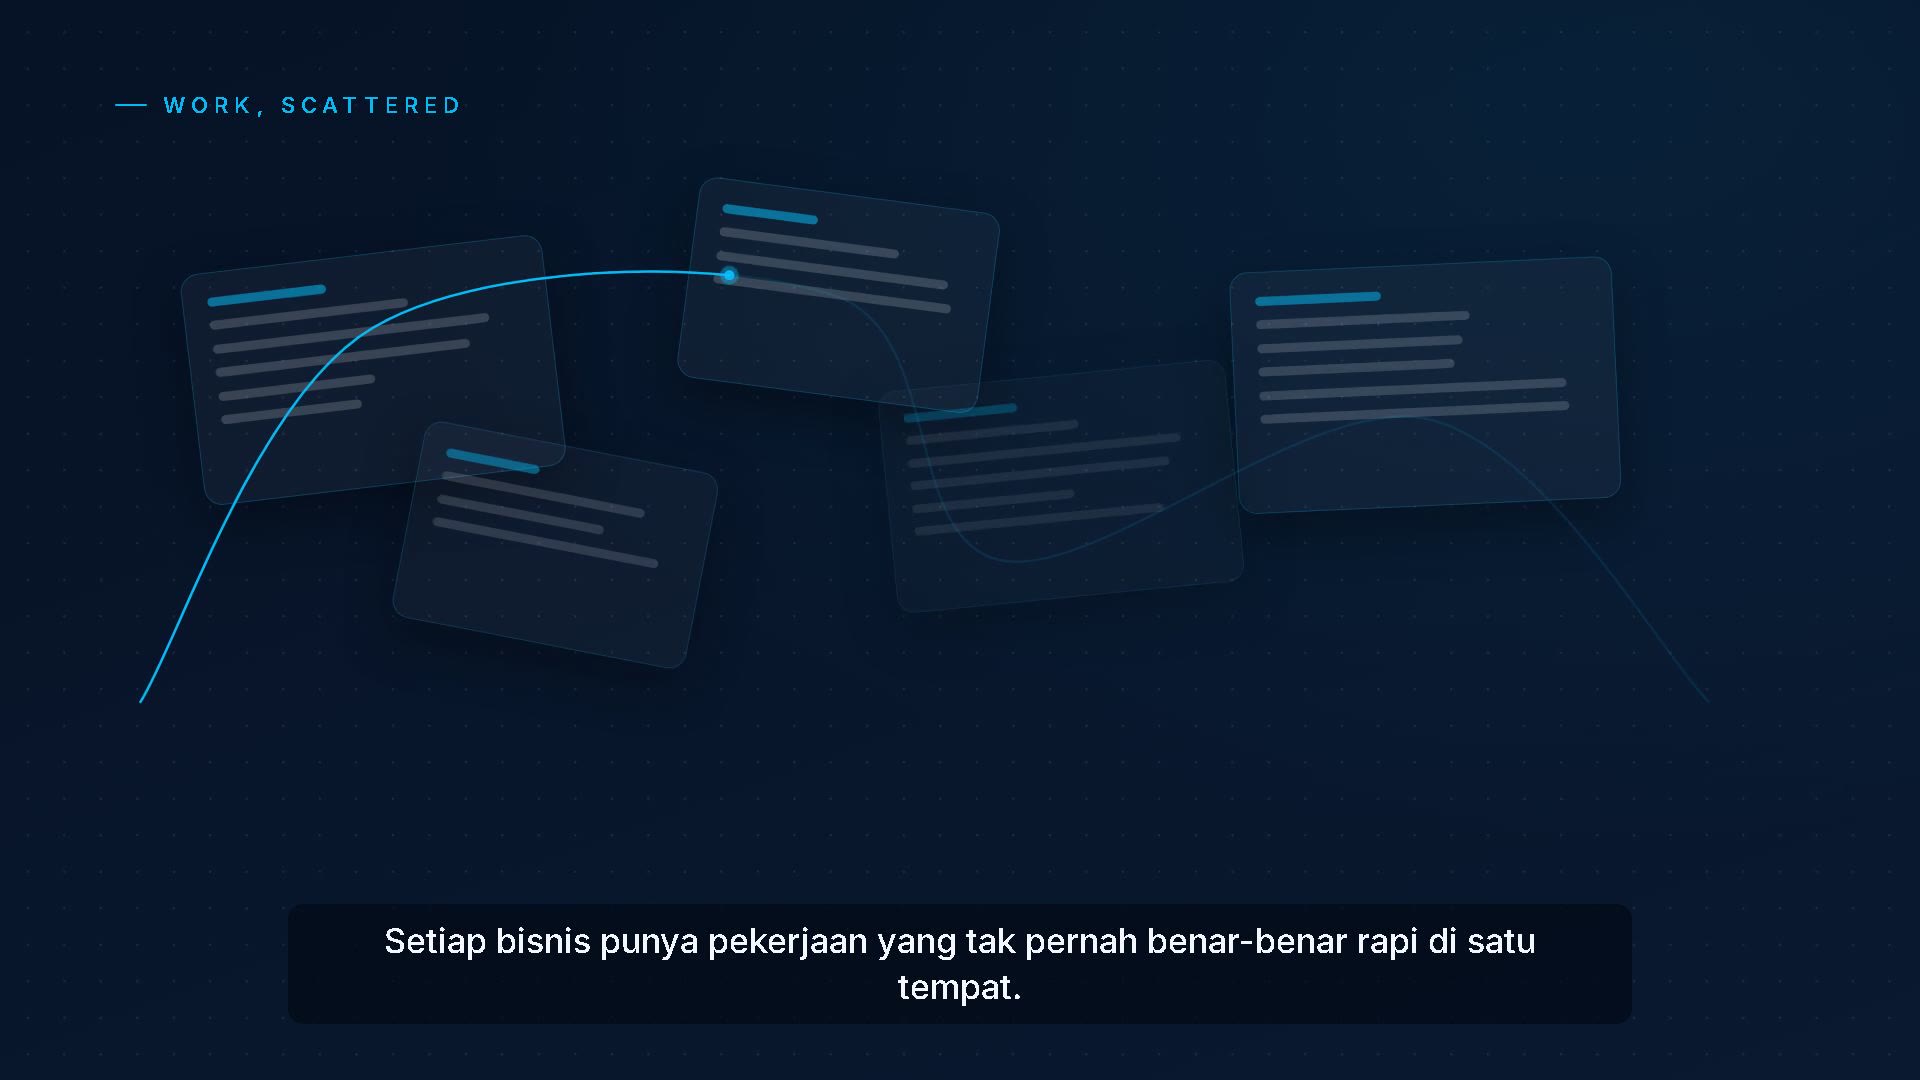 WORK, SCATTERED
Setiap bisnis punya pekerjaan yang tak pernah benar-benar rapi di satu
tempat.